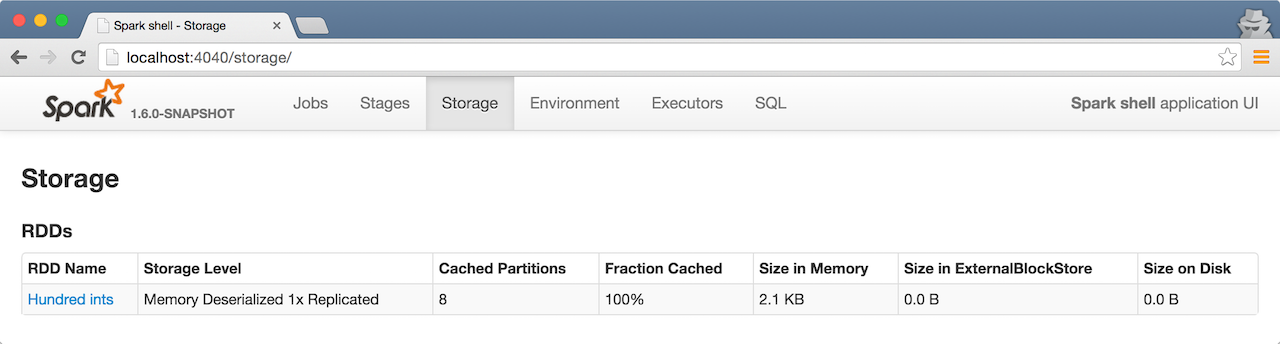 Spark shell - Storage
localhost:4040/storage/
Spark 1.6.0-SNAPSHOT Jobs Stages Storage Environment Executors SQL Spark shell application UI
Storage
RDDs
RDD Name Storage Level Cached Partitions Fraction Cached Size in Memory Size in ExternalBlockStore Size on Disk
Hundred ints Memory Deserialized 1x Replicated 8 100% 2.1 KB 0.0 B 0.0 B